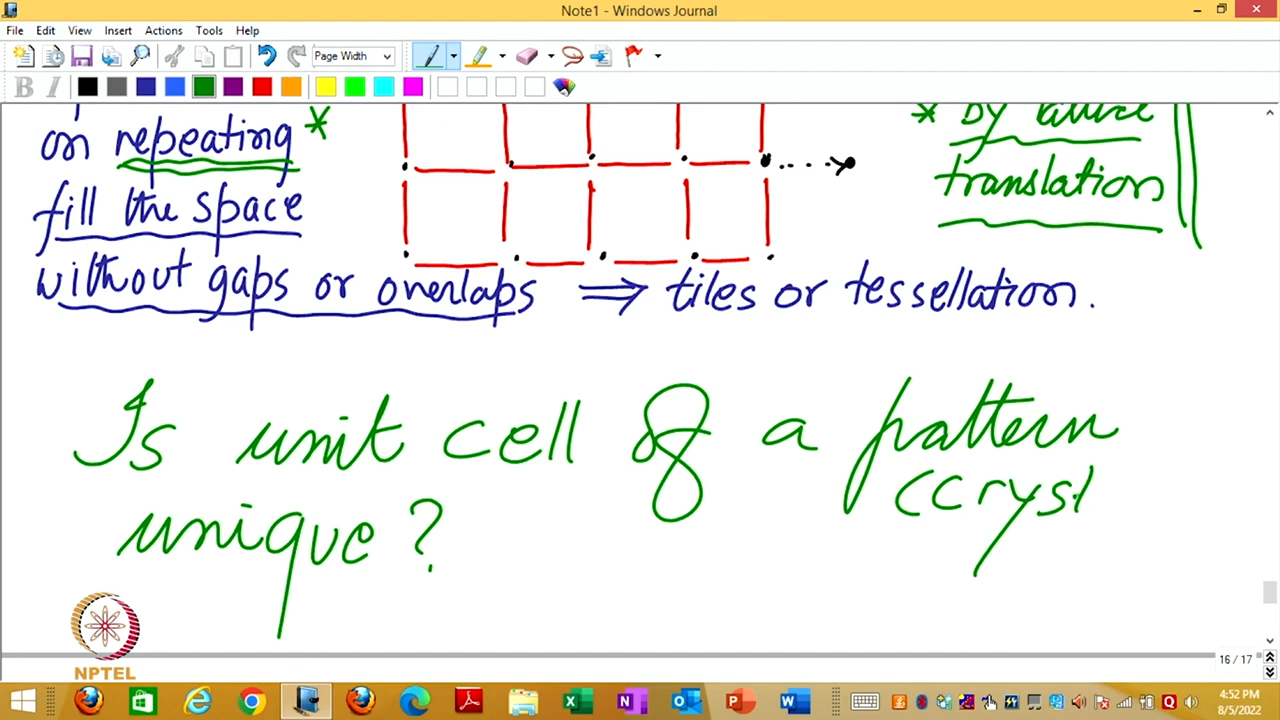 Note1 - Windows Journal
File Edit View Insert Actions Tools Help
Page Width
B I
on repeating *
* by lattice
translation
fill the space
without gaps or overlaps ⇒ tiles or tessellation.
Is unit cell of a pattern
(cryst
unique?
NPTEL
16 / 17
4:52 PM
8/5/2022